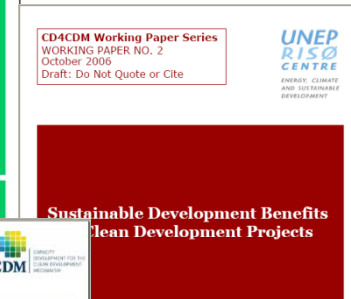 CD4CDM Working Paper Series
WORKING PAPER NO. 2
October 2006
Draft: Do Not Quote or Cite
UNEP
RISØ
CENTRE
ENERGY, CLIMATE
AND SUSTAINABLE
DEVELOPMENT
Sustainable Development Benefits
Clean Development Projects
CDM
CAPACITY
DEVELOPMENT FOR THE
CLEAN DEVELOPMENT
MECHANISM